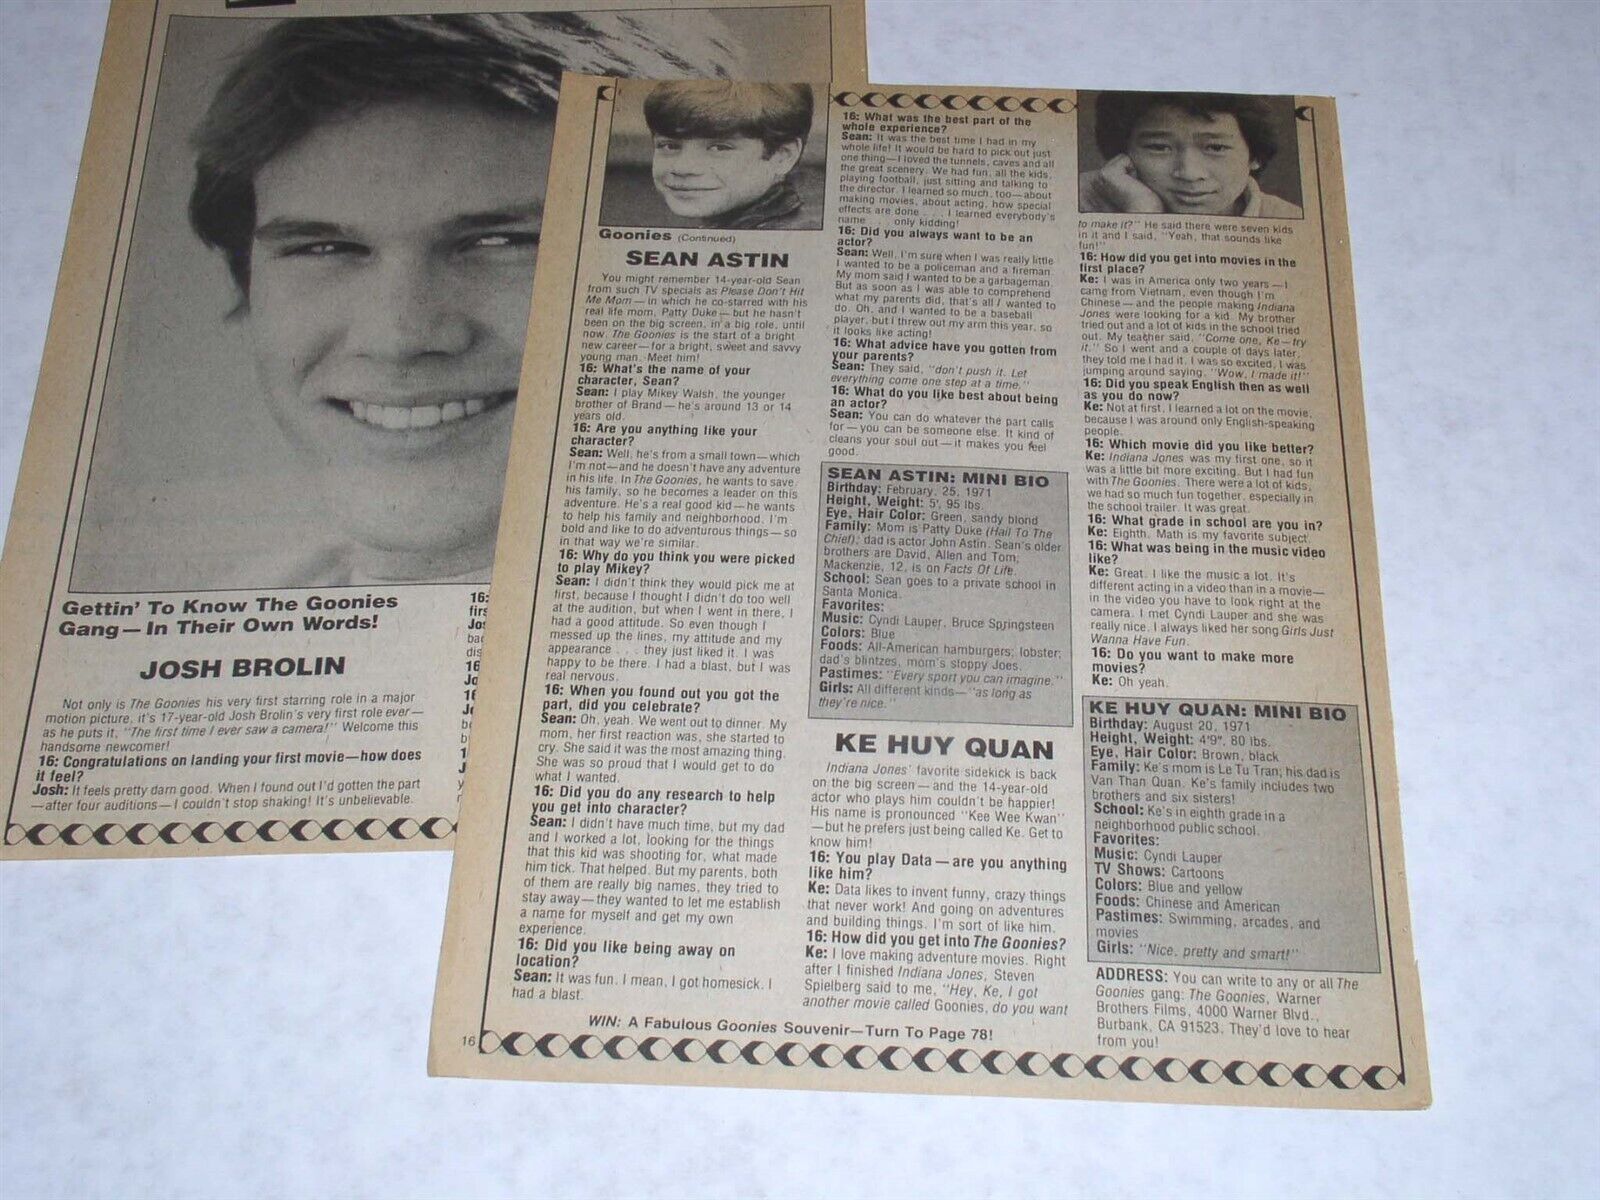 Gettin' To Know The Goonies
Gang—In Their Own Words!
JOSH BROLIN
Not only is The Goonies his very first starring role in a major
motion picture, it's 17-year-old Josh Brolin's very first role ever—
as he puts it, "The first time I ever saw a camera!" Welcome this
handsome newcomer!
16: Congratulations on landing your first movie—how does
it feel?
Josh: It feels pretty darn good. When I found out I'd gotten the part
—after four auditions—I couldn't stop shaking! It's unbelievable.
16:
Goonies (Continued)
SEAN ASTIN
You might remember 14-year-old Sean
from such TV specials as Please Don't Hit
Me Mom—in which he co-starred with his
real life mom, Patty Duke—but he hasn't
been on the big screen, in a big role, until
now. The Goonies is the start of a bright
new career—for a bright, sweet and savvy
young man. Meet him!
16: What's the name of your
character, Sean?
Sean: I play Mikey Walsh, the younger
brother of Brand—he's around 13 or 14
years old.
16: Are you anything like your
character?
Sean: Well, he's from a small town—which
I'm not—and he doesn't have any adventure
in his life. In The Goonies, he wants to save
his family, so he becomes a leader on this
adventure. He's a real good kid—he wants
to help his family and neighborhood. I'm
bold and like to do adventurous things—so
in that way we're similar.
16: Why do you think you were picked
to play Mikey?
Sean: I didn't think they would pick me at
first, because I thought I didn't do too well
at the audition, but when I went in there, I
had a good attitude. So even though I
messed up the lines, my attitude and my
appearance . . . they just liked it. I was
happy to be there. I had a blast, but I was
real nervous.
16: When you found out you got the
part, did you celebrate?
Sean: Oh, yeah. We went out to dinner. My
mom, her first reaction was, she started to
cry. She said it was the most amazing thing.
She was so proud that I would get to do
what I wanted.
16: Did you do any research to help
you get into character?
Sean: I didn't have much time, but my dad
and I worked a lot, looking for the things
that this kid was shooting for, what made
him tick. That helped. But my parents, both
of them are really big names, they tried to
stay away—they wanted to let me establish
a name for myself and get my own
experience.
16: Did you like being away on
location?
Sean: It was fun. I mean, I got homesick. I
had a blast.
16: What was the best part of the
whole experience?
Sean: It was the best time I had in my
whole life! It would be hard to pick out just
one thing—I loved the tunnels, caves and all
the great scenery. We had fun, all the kids,
playing football, just sitting and talking to
the director. I learned so much, too—about
making movies, about acting, how special
effects are done . . . I learned everybody's
name . . . only kidding!
16: Did you always want to be an
actor?
Sean: Well, I'm sure when I was really little
I wanted to be a policeman and a fireman.
My mom said I wanted to be a garbageman.
But as soon as I was able to comprehend
what my parents did, that's all I wanted to
do. Oh, and I wanted to be a baseball
player, but I threw out my arm this year, so
it looks like acting!
16: What advice have you gotten from
your parents?
Sean: They said, "don't push it. Let
everything come one step at a time."
16: What do you like best about being
an actor?
Sean: You can do whatever the part calls
for—you can be someone else. It kind of
cleans your soul out—it makes you feel
good.
SEAN ASTIN: MINI BIO
Birthday: February, 25, 1971
Height, Weight: 5', 95 lbs.
Eye, Hair Color: Green, sandy blond
Family: Mom is Patty Duke (Hail To The
Chief); dad is actor John Astin. Sean's older
brothers are David, Allen and Tom;
Mackenzie, 12, is on Facts Of Life.
School: Sean goes to a private school in
Santa Monica.
Favorites:
Music: Cyndi Lauper, Bruce Springsteen
Colors: Blue
Foods: All-American hamburgers; lobster;
dad's blintzes, mom's sloppy Joes.
Pastimes: "Every sport you can imagine."
Girls: All different kinds—"as long as
they're nice."
KE HUY QUAN
Indiana Jones' favorite sidekick is back
on the big screen—and the 14-year-old
actor who plays him couldn't be happier!
His name is pronounced "Kee Wee Kwan"
—but he prefers just being called Ke. Get to
know him!
16: You play Data—are you anything
like him?
Ke: Data likes to invent funny, crazy things
that never work! And going on adventures
and building things. I'm sort of like him.
16: How did you get into The Goonies?
Ke: I love making adventure movies. Right
after I finished Indiana Jones, Steven
Spielberg said to me, "Hey, Ke, I got
another movie called Goonies, do you want
to make it?" He said there were seven kids
in it and I said, "Yeah, that sounds like
fun!"
16: How did you get into movies in the
first place?
Ke: I was in America only two years—I
came from Vietnam, even though I'm
Chinese—and the people making Indiana
Jones were looking for a kid. My brother
tried out and a lot of kids in the school tried
out. My teacher said, "Come one, Ke—try
it." So I went and a couple of days later,
they told me I had it. I was so excited, I was
jumping around saying, "Wow, I made it!"
16: Did you speak English then as well
as you do now?
Ke: Not at first, I learned a lot on the movie,
because I was around only English-speaking
people.
16: Which movie did you like better?
Ke: Indiana Jones was my first one, so it
was a little bit more exciting. But I had fun
with The Goonies. There were a lot of kids,
we had so much fun together, especially in
the school trailer. It was great.
16: What grade in school are you in?
Ke: Eighth. Math is my favorite subject.
16: What was being in the music video
like?
Ke: Great. I like the music a lot. It's
different acting in a video than in a movie—
in the video you have to look right at the
camera. I met Cyndi Lauper and she was
really nice. I always liked her song Girls Just
Wanna Have Fun.
16: Do you want to make more
movies?
Ke: Oh yeah.
KE HUY QUAN: MINI BIO
Birthday: August 20, 1971
Height, Weight: 4'9", 80 lbs.
Eye, Hair Color: Brown, black
Family: Ke's mom is Le Tu Tran; his dad is
Van Than Quan. Ke's family includes two
brothers and six sisters!
School: Ke's in eighth grade in a
neighborhood public school.
Favorites:
Music: Cyndi Lauper
TV Shows: Cartoons
Colors: Blue and yellow
Foods: Chinese and American
Pastimes: Swimming, arcades, and
movies
Girls: "Nice, pretty and smart!"
ADDRESS: You can write to any or all The
Goonies gang: The Goonies, Warner
Brothers Films, 4000 Warner Blvd.,
Burbank, CA 91523. They'd love to hear
from you!
WIN: A Fabulous Goonies Souvenir—Turn To Page 78!
16